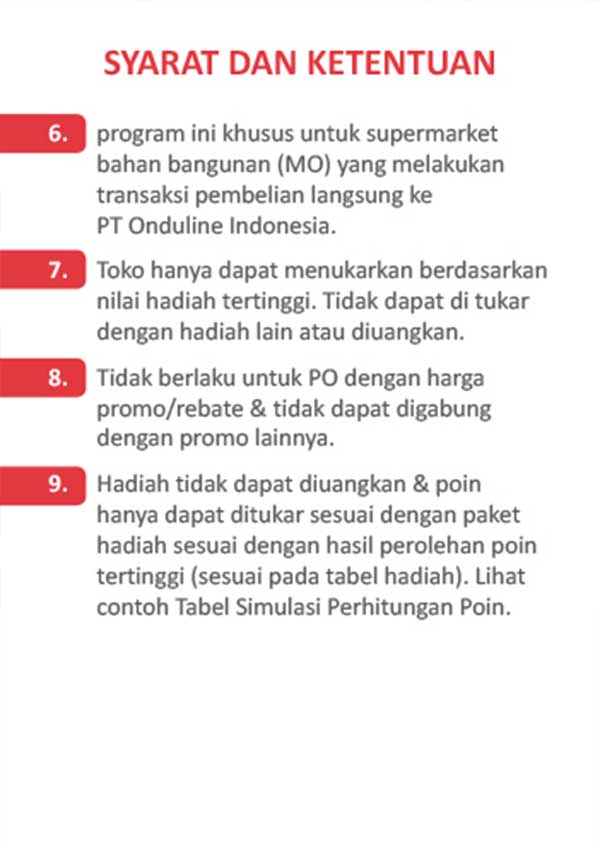 SYARAT DAN KETENTUAN
6. program ini khusus untuk supermarket
bahan bangunan (MO) yang melakukan
transaksi pembelian langsung ke
PT Onduline Indonesia.
7. Toko hanya dapat menukarkan berdasarkan
nilai hadiah tertinggi. Tidak dapat di tukar
dengan hadiah lain atau diuangkan.
8. Tidak berlaku untuk PO dengan harga
promo/rebate & tidak dapat digabung
dengan promo lainnya.
9. Hadiah tidak dapat diuangkan & poin
hanya dapat ditukar sesuai dengan paket
hadiah sesuai dengan hasil perolehan poin
tertinggi (sesuai pada tabel hadiah). Lihat
contoh Tabel Simulasi Perhitungan Poin.